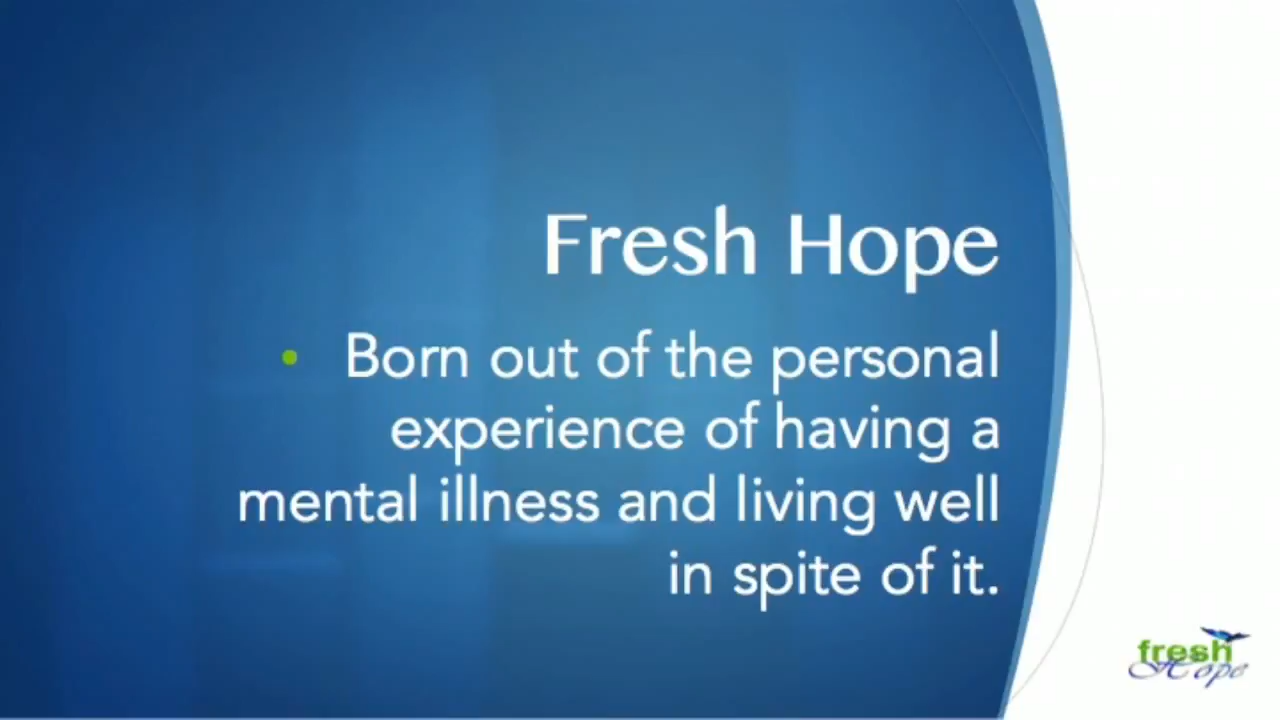 Fresh Hope
• Born out of the personal
experience of having a
mental illness and living well
in spite of it.
fresh
Hope